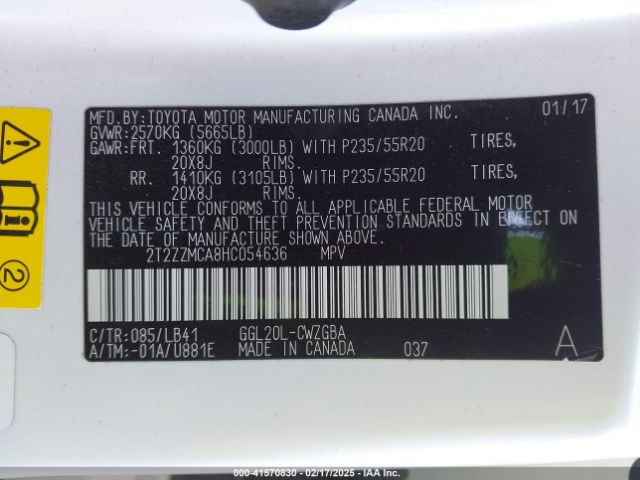 MFD.BY:TOYOTA MOTOR MANUFACTURING CANADA INC. 01/17
GVWR:2570KG (5665LB)
GAWR:FRT. 1360KG (3000LB) WITH P235/55R20 TIRES,
20X8J RIMS.
RR. 1410KG (3105LB) WITH P235/55R20 TIRES,
20X8J RIMS.
THIS VEHICLE CONFORMS TO ALL APPLICABLE FEDERAL MOTOR
VEHICLE SAFETY AND THEFT PREVENTION STANDARDS IN EFFECT ON
THE DATE OF MANUFACTURE SHOWN ABOVE.
2T2ZZMCA8HC054636 MPV
C/TR:085/LB41 GGL20L-CWZGBA
A/TM:-01A/U881E MADE IN CANADA 037 A
2
000-41570830 - 02/17/2025 - IAA Inc.